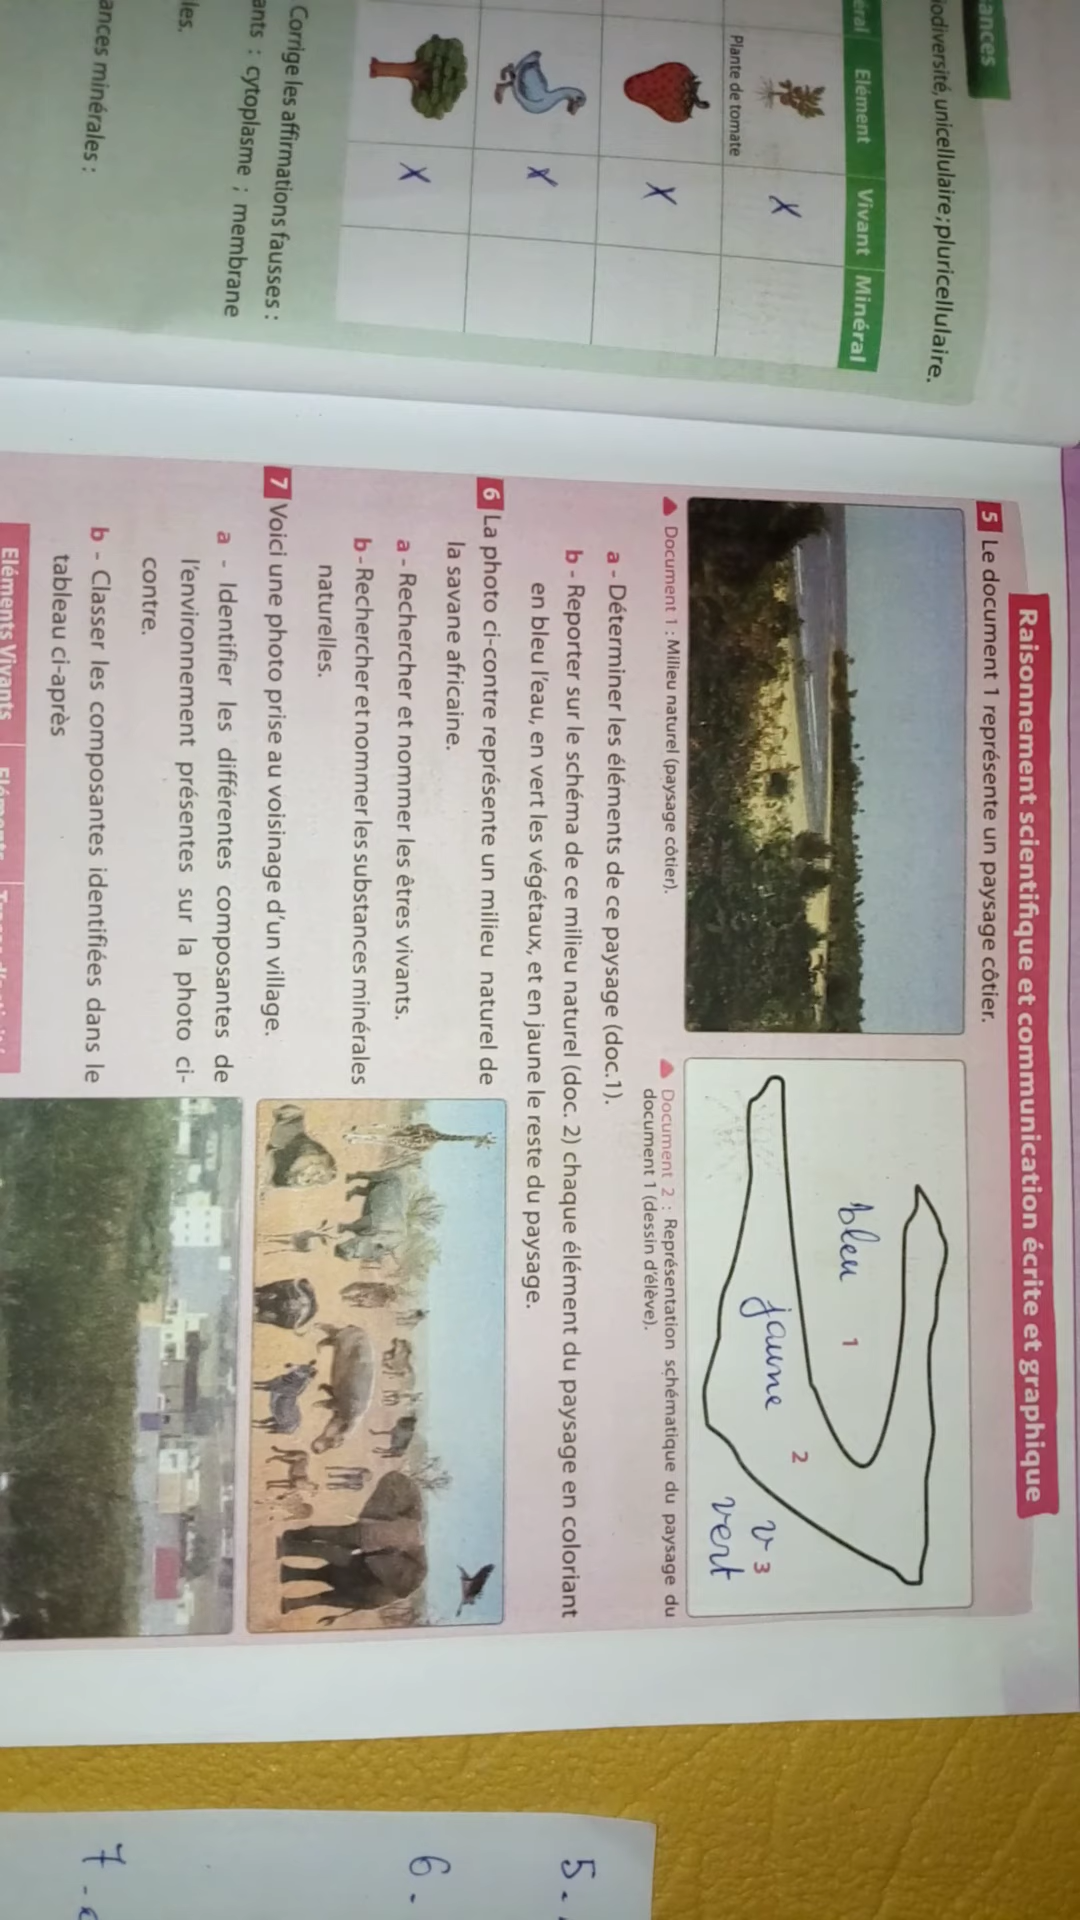 ances
iodiversité, unicellulaire ; pluricellulaire.
éral Elément Vivant Minéral
Plante de tomate X
X
X
X
Corrige les affirmations fausses :
ants : cytoplasme ; membrane
les.
ances minérales :
Raisonnement scientifique et communication écrite et graphique
5 Le document 1 représente un paysage côtier.
bleu
1
jaune
2
v 3
vert
Document 1 : Milieu naturel (paysage côtier).
Document 2 : Représentation schématique du paysage du
document 1 (dessin d'élève).
a - Déterminer les éléments de ce paysage (doc.1).
b - Reporter sur le schéma de ce milieu naturel (doc. 2) chaque élément du paysage en coloriant
en bleu l'eau, en vert les végétaux, et en jaune le reste du paysage.
6 La photo ci-contre représente un milieu naturel de
la savane africaine.
a - Rechercher et nommer les êtres vivants.
b - Rechercher et nommer les substances minérales
naturelles.
7 Voici une photo prise au voisinage d'un village.
a - Identifier les différentes composantes de
l'environnement présentes sur la photo ci-
contre.
b - Classer les composantes identifiées dans le
tableau ci-après
Eléments Vivants
5.
6.
7 -